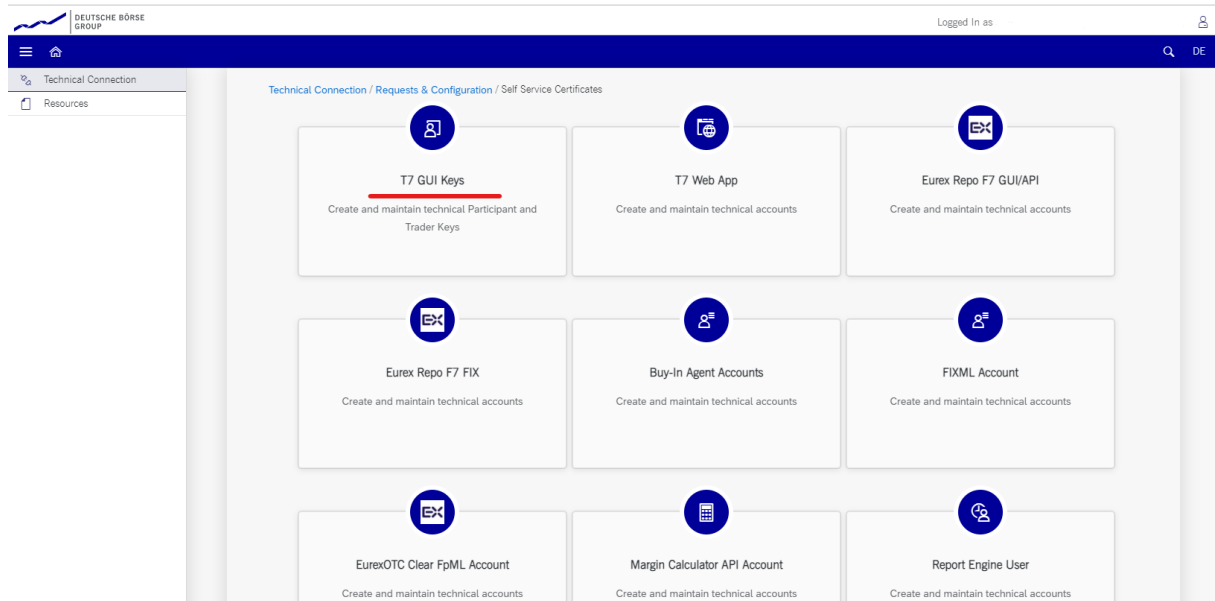 DEUTSCHE BÖRSE
GROUP
Logged In as
DE
Technical Connection
Resources
Technical Connection / Requests & Configuration / Self Service Certificates
T7 GUI Keys
Create and maintain technical Participant and
Trader Keys
T7 Web App
Create and maintain technical accounts
EX
Eurex Repo F7 GUI/API
Create and maintain technical accounts
EX
Eurex Repo F7 FIX
Create and maintain technical accounts
Buy-In Agent Accounts
Create and maintain technical accounts
FIXML Account
Create and maintain technical accounts
EX
EurexOTC Clear FpML Account
Create and maintain technical accounts
Margin Calculator API Account
Create and maintain technical accounts
Report Engine User
Create and maintain technical accounts